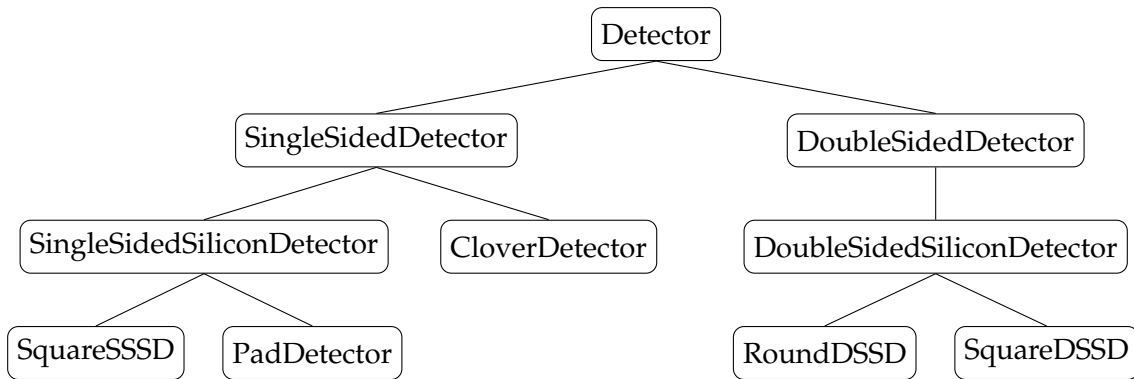 Detector
SingleSidedDetector
DoubleSidedDetector
SingleSidedSiliconDetector
CloverDetector
DoubleSidedSiliconDetector
SquareSSSD
PadDetector
RoundDSSD
SquareDSSD